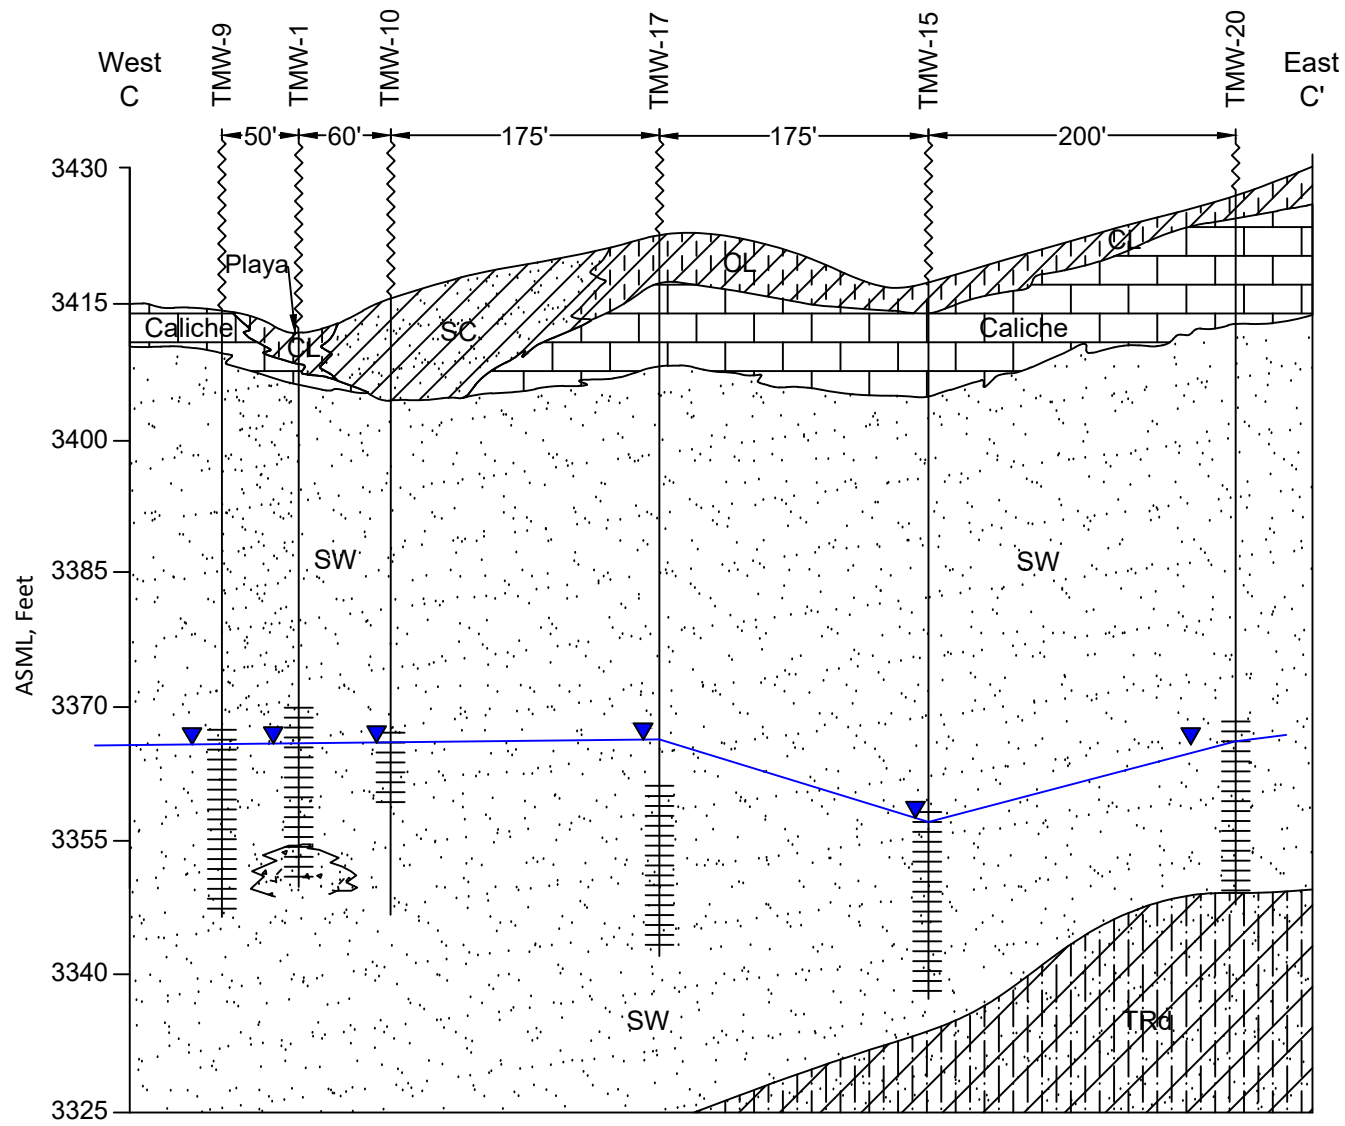 West
C
TMW-9
TMW-1
TMW-10
TMW-17
TMW-15
TMW-20
East
C'
50'
60'
175'
175'
200'
3430
3415
3400
3385
3370
3355
3340
3325
ASML, Feet
Playa
Caliche
CL
SC
OL
CL
Caliche
SW
SW
SW
TRd